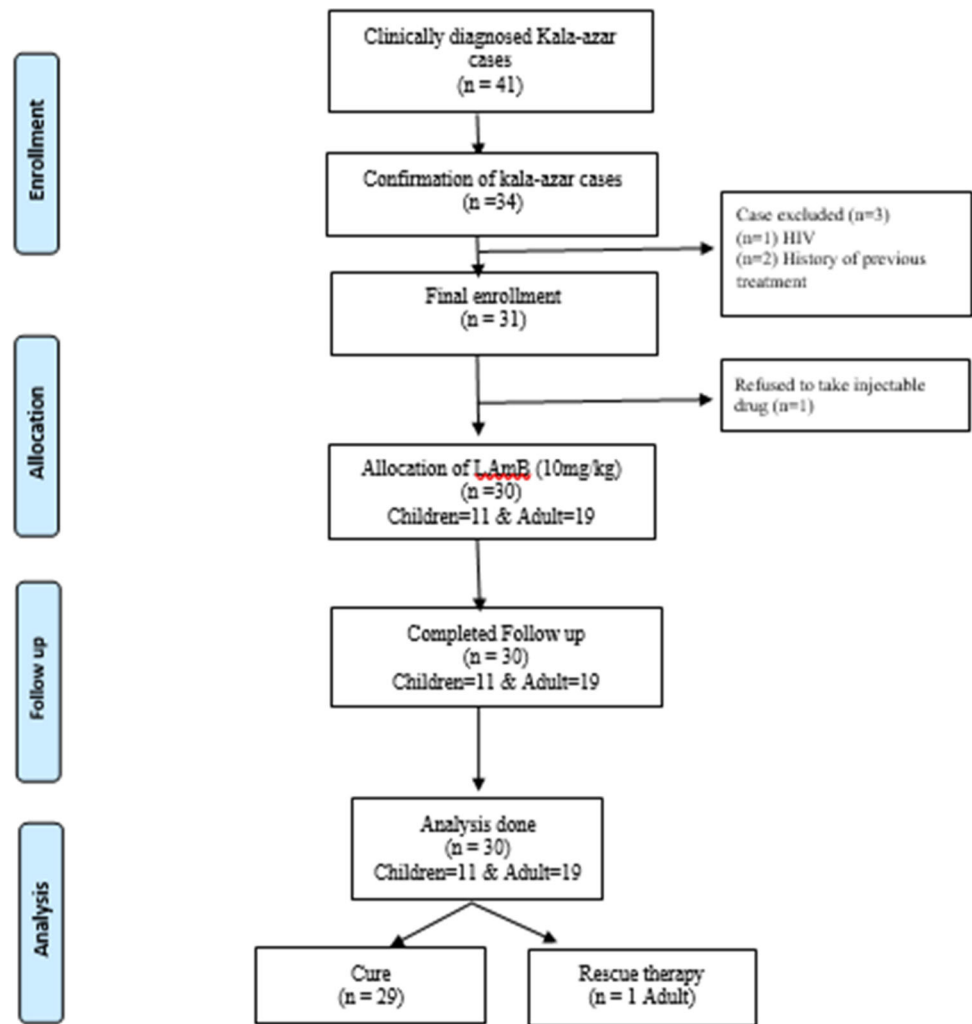 Enrollment
Clinically diagnosed Kala-azar
cases
(n = 41)
Confirmation of kala-azar cases
(n =34)
Case excluded (n=3)
(n=1) HIV
(n=2) History of previous
treatment
Final enrollment
(n = 31)
Allocation
Refused to take injectable
drug (n=1)
Allocation of LAmB (10mg/kg)
(n =30)
Children=11 & Adult=19
Follow up
Completed Follow up
(n = 30)
Children=11 & Adult=19
Analysis
Analysis done
(n = 30)
Children=11 & Adult=19
Cure
(n = 29)
Rescue therapy
(n = 1 Adult)